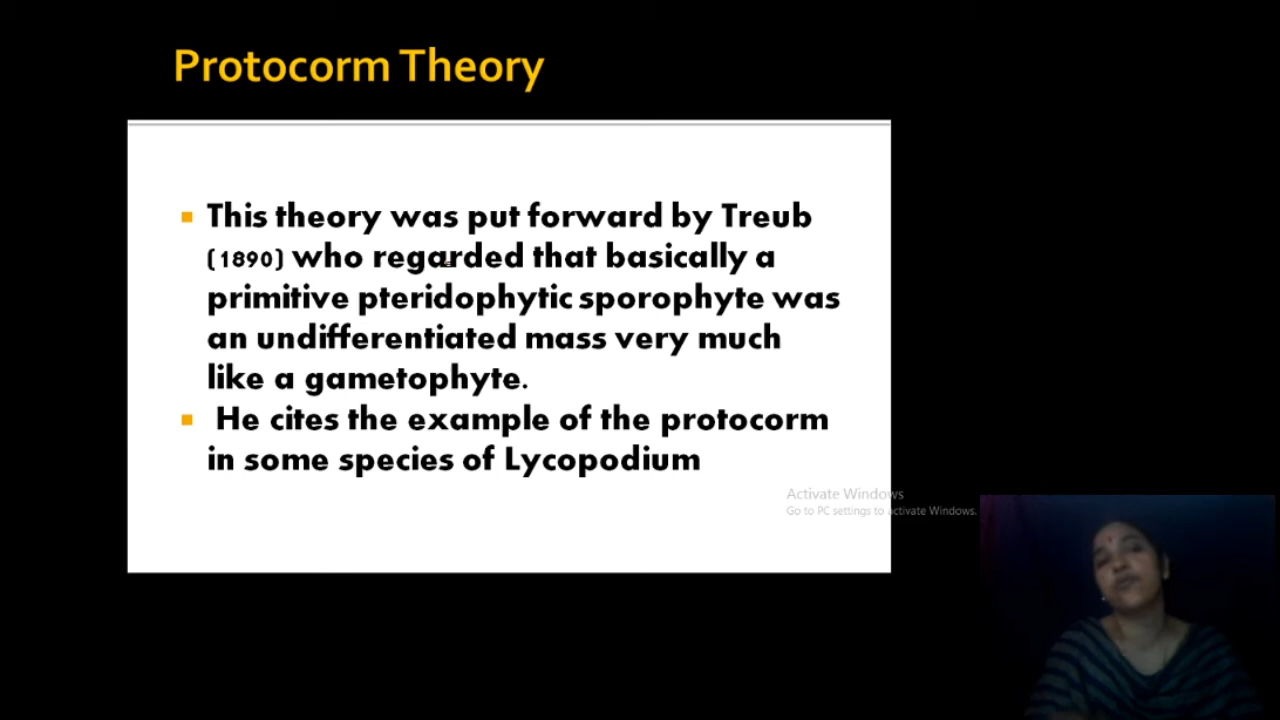 Protocorm Theory
This theory was put forward by Treub
(1890) who regarded that basically a
primitive pteridophytic sporophyte was
an undifferentiated mass very much
like a gametophyte.
He cites the example of the protocorm
in some species of Lycopodium
Activate Windows
Go to PC settings to activate Windows.